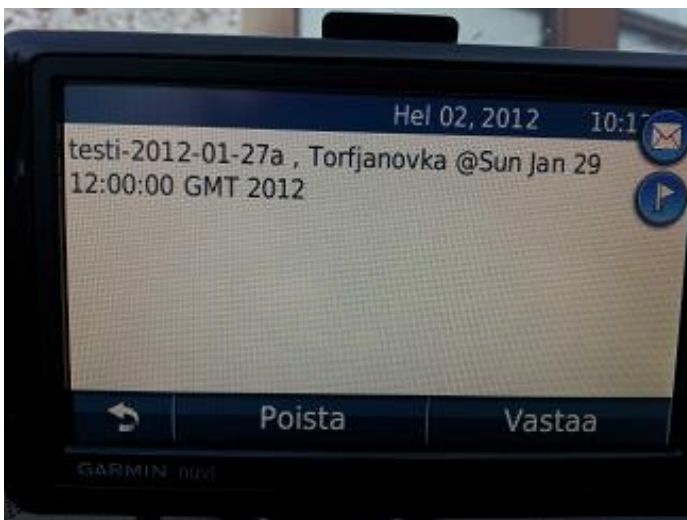 Hel 02, 2012
testi-2012-01-27a , Torfjanovka @Sun Jan 29
12:00:00 GMT 2012
Poista
Vastaa
GARMIN nüvi